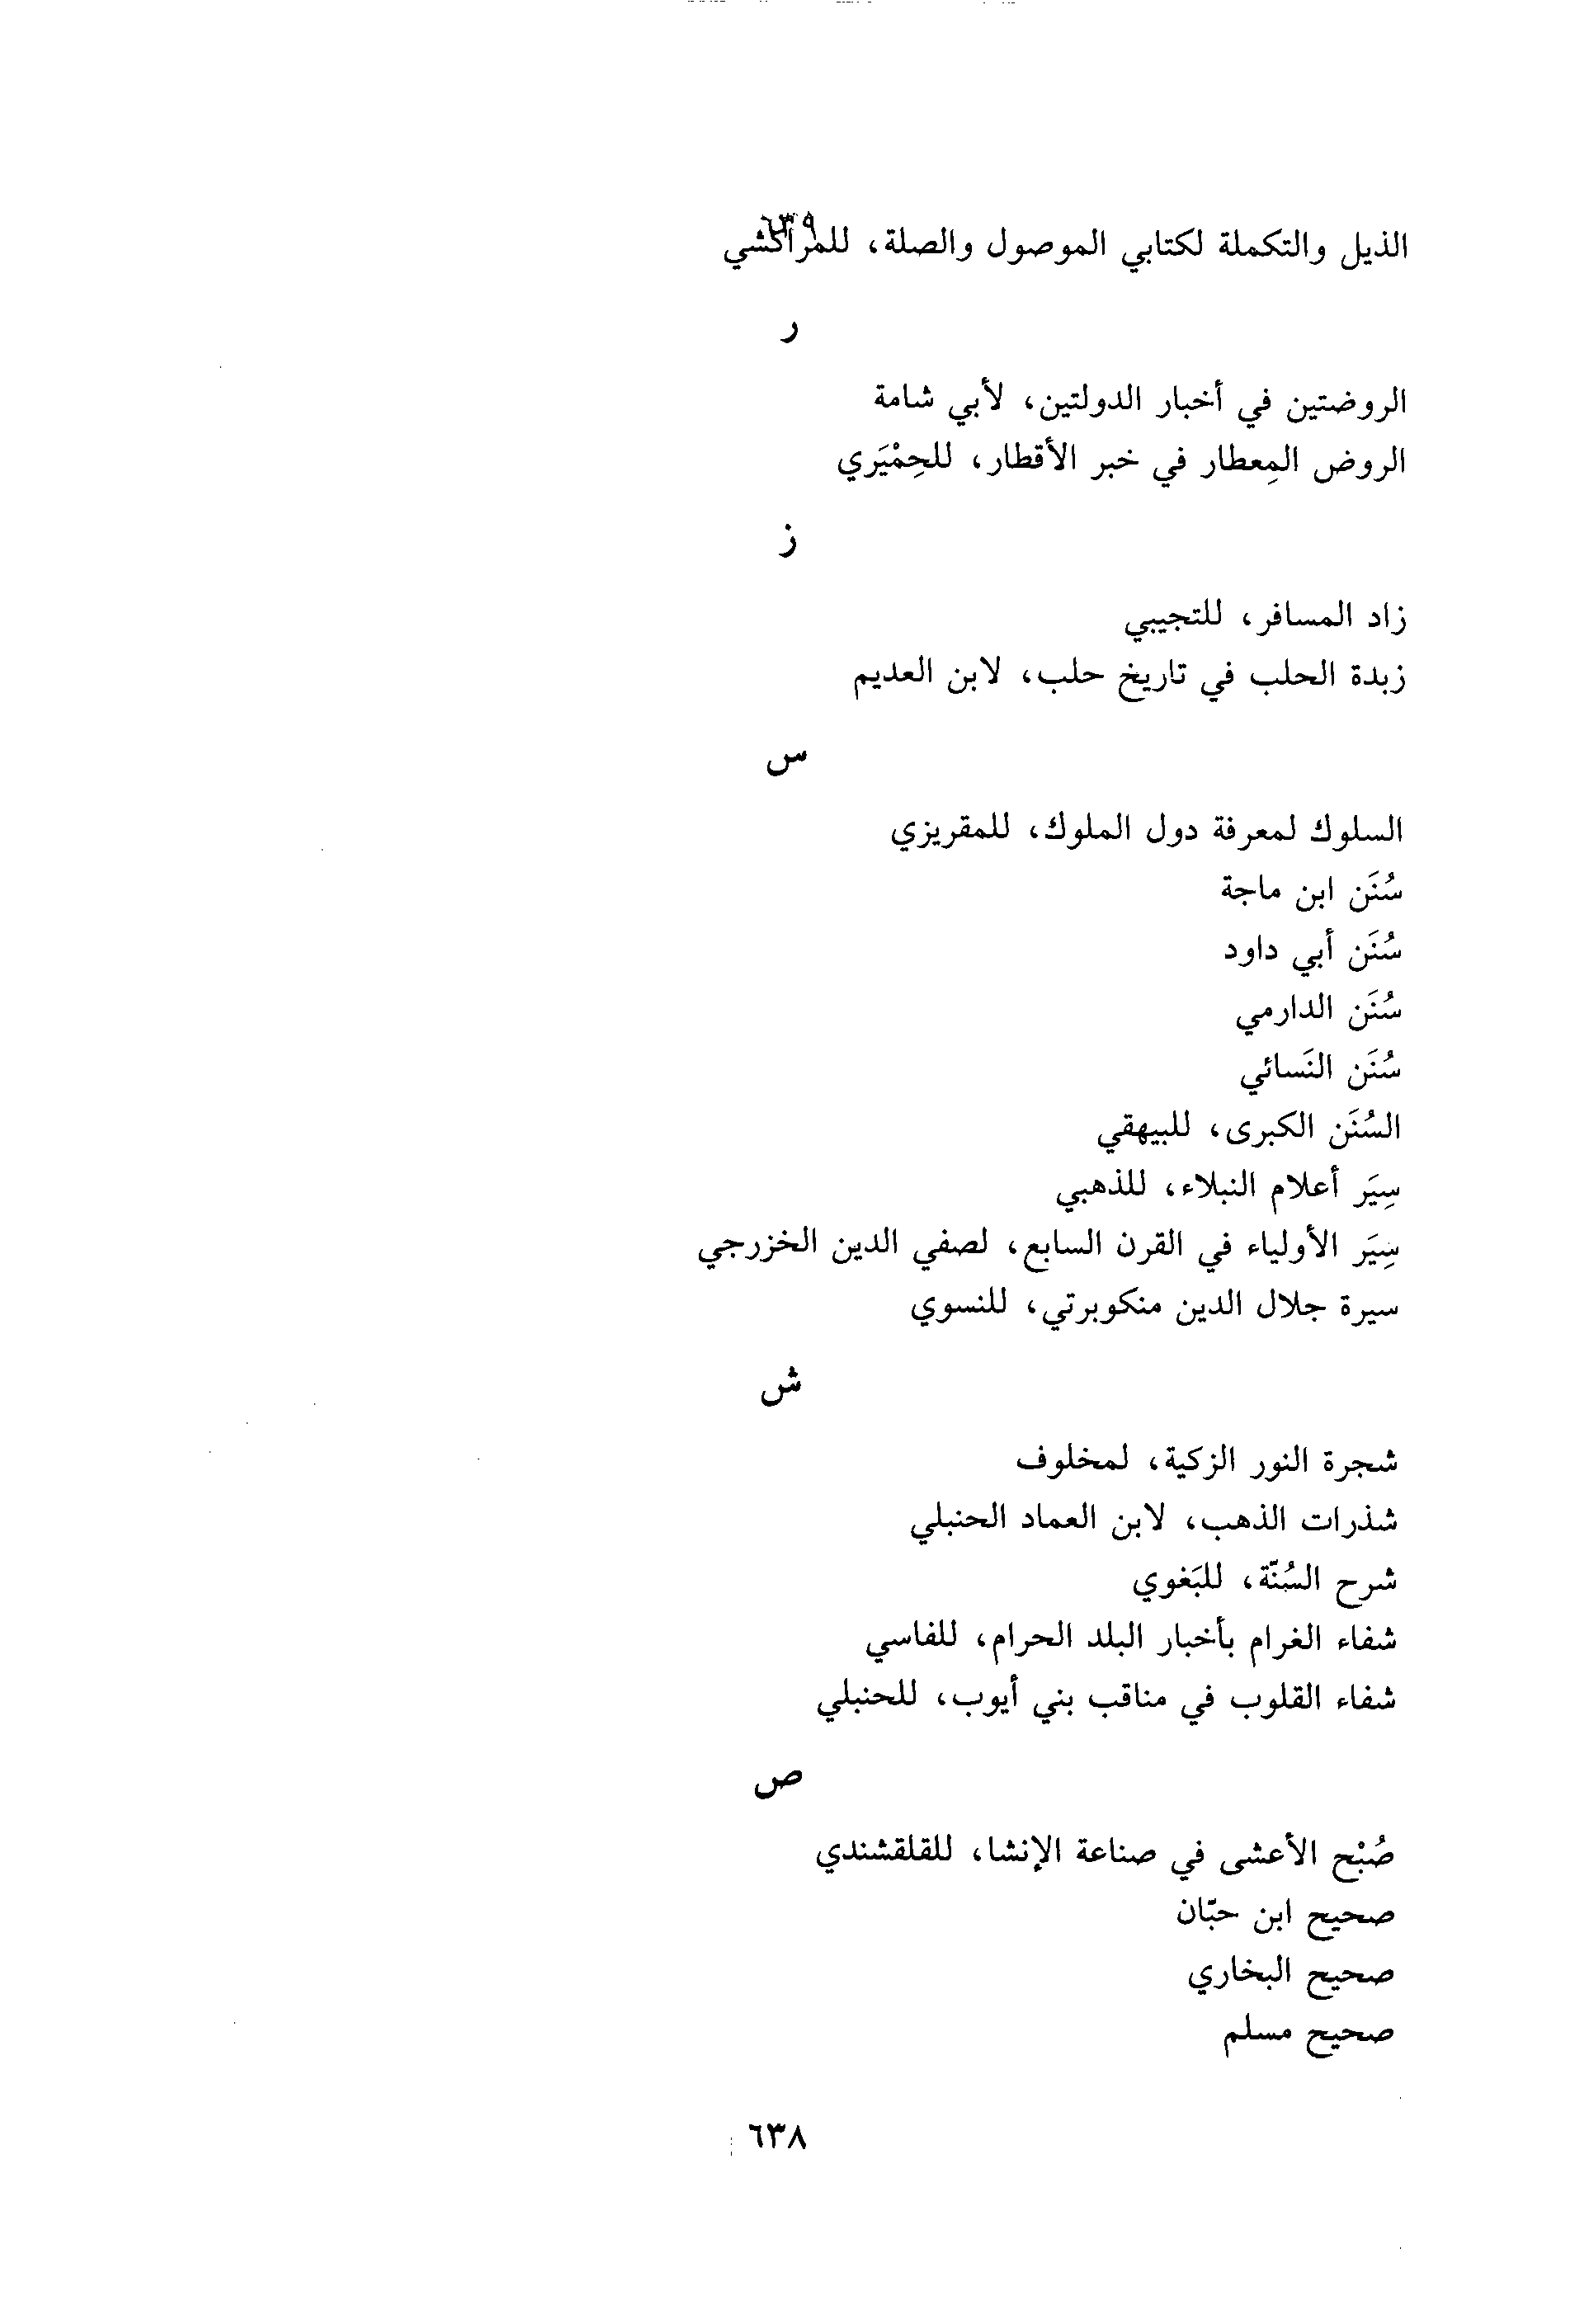 ٦٣٩
الذيل والتكملة لكتابي الموصول والصلة، للمراكشي
ر
الروضتين في أخبار الدولتين، لأبي شامة
الروض المِعطار في خبر الأقطار، للحِمْيَري
ز
زاد المسافر، للتجيبي
زبدة الحلب في تاريخ حلب، لابن العديم
س
السلوك لمعرفة دول الملوك، للمقريزي
سُنَن ابن ماجة
سُنَن أبي داود
سُنَن الدارمي
سُنَن النَسائي
السُنَن الكبرى، للبيهقي
سِيَر أعلام النبلاء، للذهبي
سِيَر الأولياء في القرن السابع، لصفي الدين الخزرجي
سيرة جلال الدين منكوبرتي، للنسوي
ش
شجرة النور الزكية، لمخلوف
شذرات الذهب، لابن العماد الحنبلي
شرح السُنّة، للبَغوي
شفاء الغرام بأخبار البلد الحرام، للفاسي
شفاء القلوب في مناقب بني أيوب، للحنبلي
ص
صُبْح الأعشى في صناعة الإنشا، للقلقشندي
صحيح ابن حبّان
صحيح البخاري
صحيح مسلم
٦٣٨